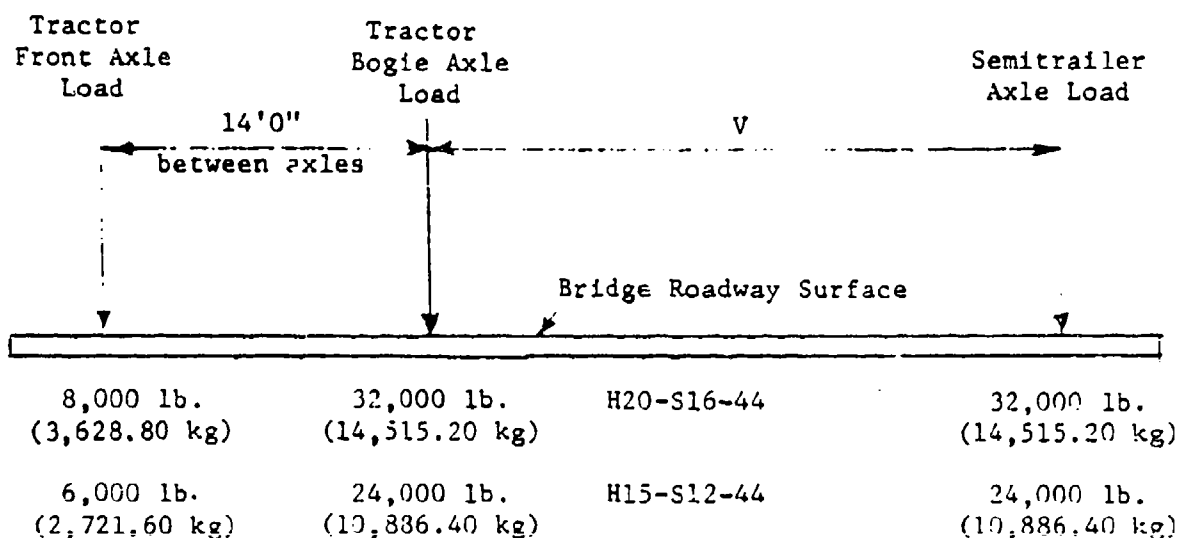 Tractor
Front Axle
Load
Tractor
Bogie Axle
Load
Semitrailer
Axle Load
14'0"
between axles
V
Bridge Roadway Surface
8,000 lb. 32,000 lb. H20-S16-44 32,000 lb.
(3,628.80 kg) (14,515.20 kg) (14,515.20 kg)
6,000 lb. 24,000 lb. H15-S12-44 24,000 lb.
(2,721.60 kg) (10,886.40 kg) (10,886.40 kg)